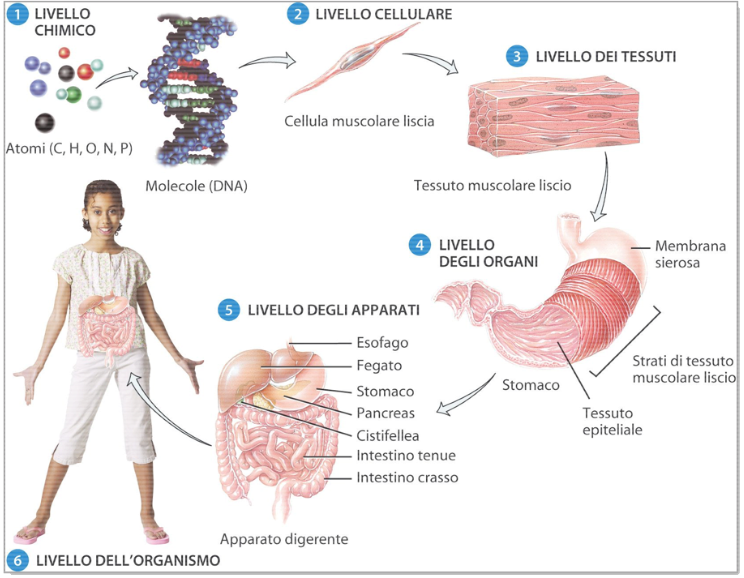 1 LIVELLO
CHIMICO
Atomi (C, H, O, N, P)
Molecole (DNA)
2 LIVELLO CELLULARE
Cellula muscolare liscia
3 LIVELLO DEI TESSUTI
Tessuto muscolare liscio
4 LIVELLO
DEGLI ORGANI
Membrana
sierosa
Strati di tessuto
muscolare liscio
Stomaco
Tessuto
epiteliale
5 LIVELLO DEGLI APPARATI
Esofago
Fegato
Stomaco
Pancreas
Cistifellea
Intestino tenue
Intestino crasso
Apparato digerente
6 LIVELLO DELL'ORGANISMO